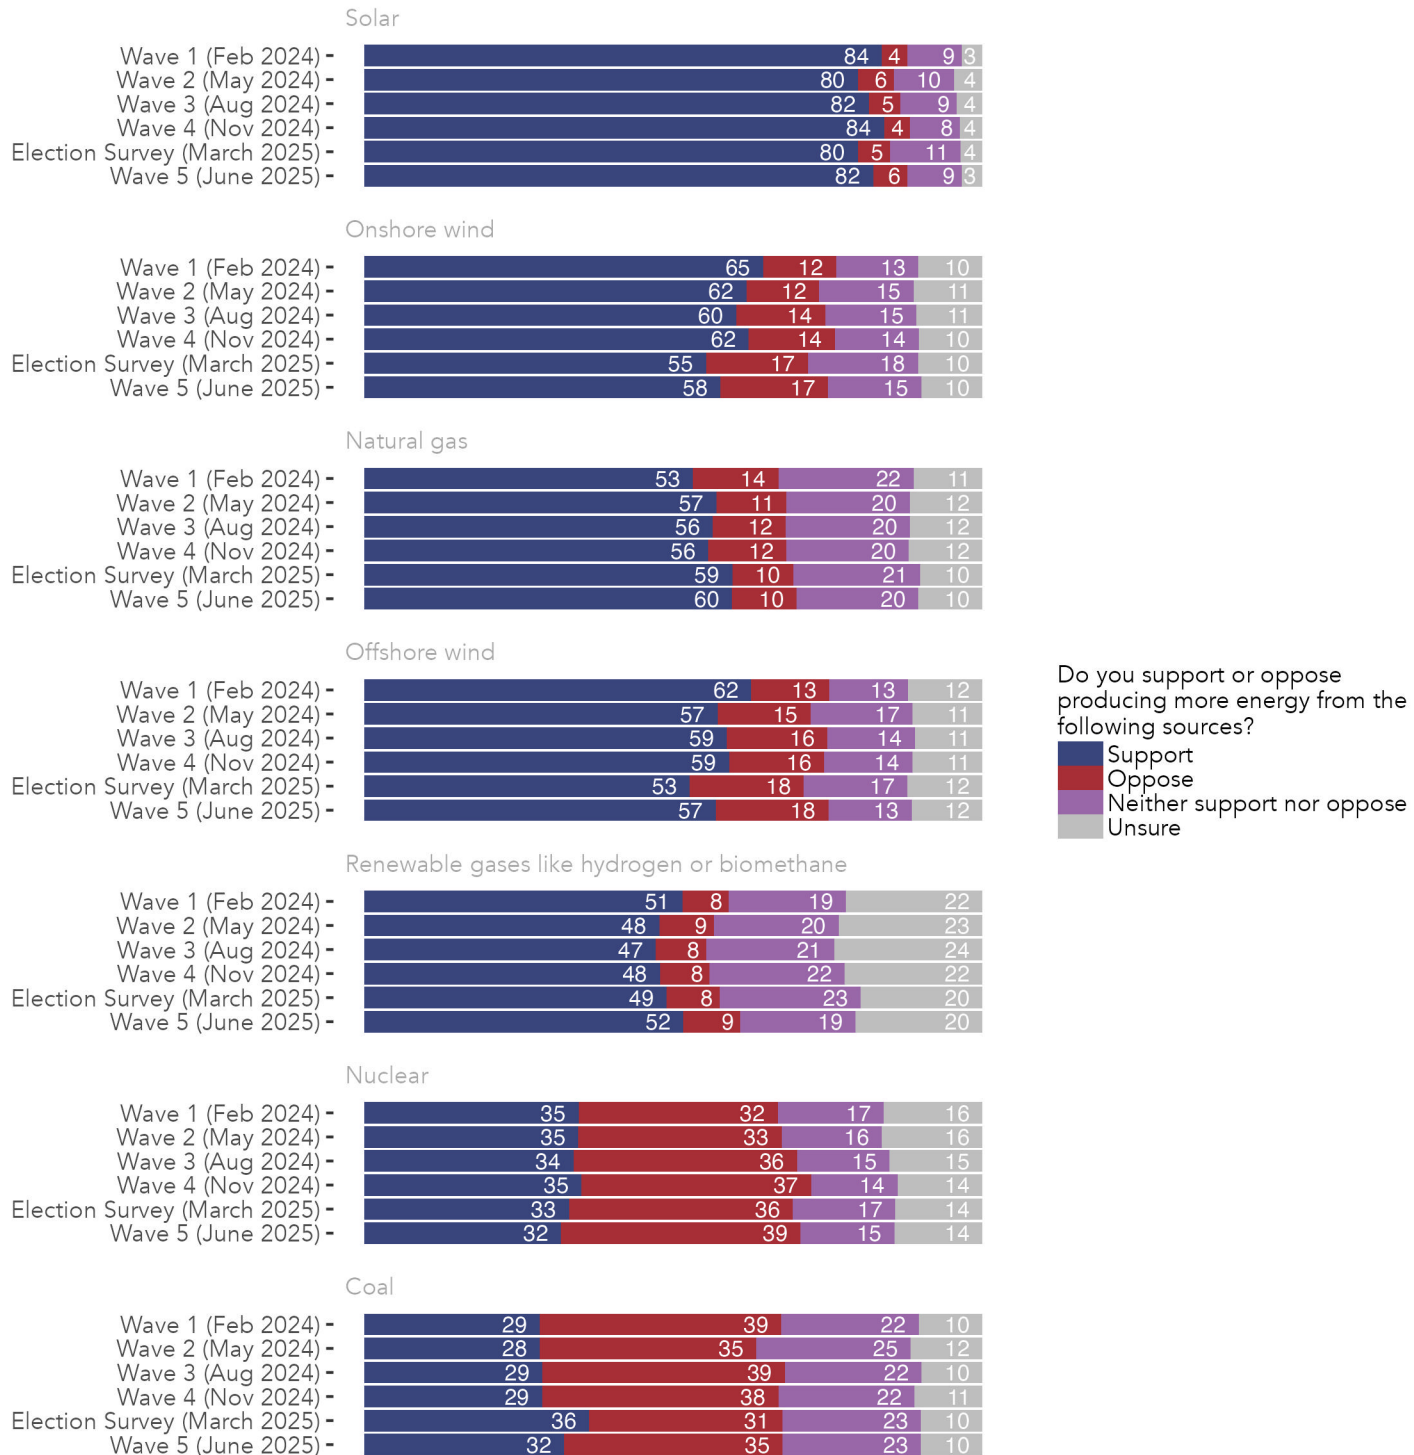 Solar
Wave 1 (Feb 2024) 84 4 9 3
Wave 2 (May 2024) 80 6 10 4
Wave 3 (Aug 2024) 82 5 9 4
Wave 4 (Nov 2024) 84 4 8 4
Election Survey (March 2025) 80 5 11 4
Wave 5 (June 2025) 82 6 9 3
Onshore wind
Wave 1 (Feb 2024) 65 12 13 10
Wave 2 (May 2024) 62 12 15 11
Wave 3 (Aug 2024) 60 14 15 11
Wave 4 (Nov 2024) 62 14 14 10
Election Survey (March 2025) 55 17 18 10
Wave 5 (June 2025) 58 17 15 10
Natural gas
Wave 1 (Feb 2024) 53 14 22 11
Wave 2 (May 2024) 57 11 20 12
Wave 3 (Aug 2024) 56 12 20 12
Wave 4 (Nov 2024) 56 12 20 12
Election Survey (March 2025) 59 10 21 10
Wave 5 (June 2025) 60 10 20 10
Offshore wind
Wave 1 (Feb 2024) 62 13 13 12
Wave 2 (May 2024) 57 15 17 11
Wave 3 (Aug 2024) 59 16 14 11
Wave 4 (Nov 2024) 59 16 14 11
Election Survey (March 2025) 53 18 17 12
Wave 5 (June 2025) 57 18 13 12
Renewable gases like hydrogen or biomethane
Wave 1 (Feb 2024) 51 8 19 22
Wave 2 (May 2024) 48 9 20 23
Wave 3 (Aug 2024) 47 8 21 24
Wave 4 (Nov 2024) 48 8 22 22
Election Survey (March 2025) 49 8 23 20
Wave 5 (June 2025) 52 9 19 20
Nuclear
Wave 1 (Feb 2024) 35 32 17 16
Wave 2 (May 2024) 35 33 16 16
Wave 3 (Aug 2024) 34 36 15 15
Wave 4 (Nov 2024) 35 37 14 14
Election Survey (March 2025) 33 36 17 14
Wave 5 (June 2025) 32 39 15 14
Coal
Wave 1 (Feb 2024) 29 39 22 10
Wave 2 (May 2024) 28 35 25 12
Wave 3 (Aug 2024) 29 39 22 10
Wave 4 (Nov 2024) 29 38 22 11
Election Survey (March 2025) 36 31 23 10
Wave 5 (June 2025) 32 35 23 10
Do you support or oppose
producing more energy from the
following sources?
Support
Oppose
Neither support nor oppose
Unsure